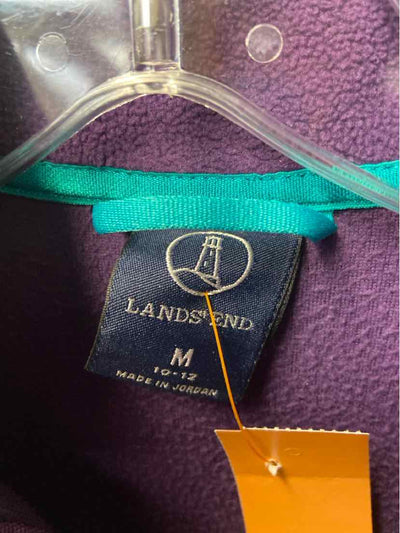 LANDS' END
M
10-12
MADE IN JORDAN